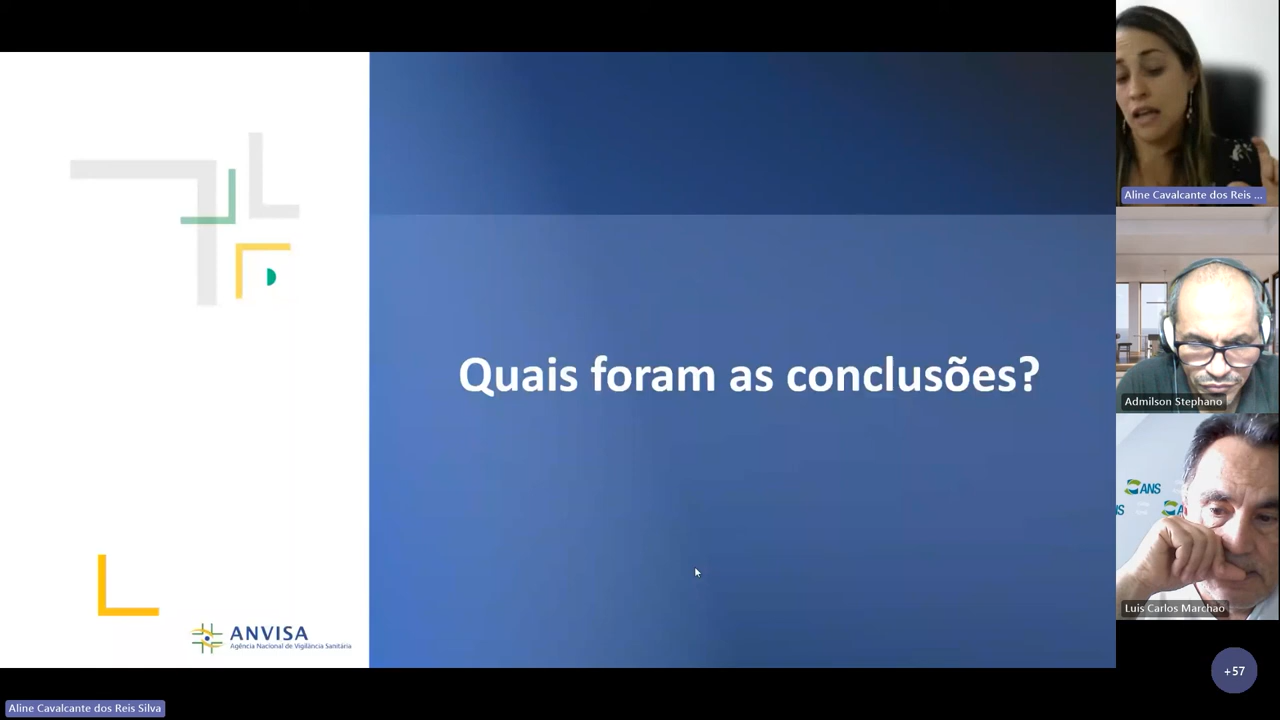 Quais foram as conclusões?
ANVISA
Agência Nacional de Vigilância Sanitária
Aline Cavalcante dos Reis ...
Admilson Stephano
ANS
Luis Carlos Marchao
+57
Aline Cavalcante dos Reis Silva